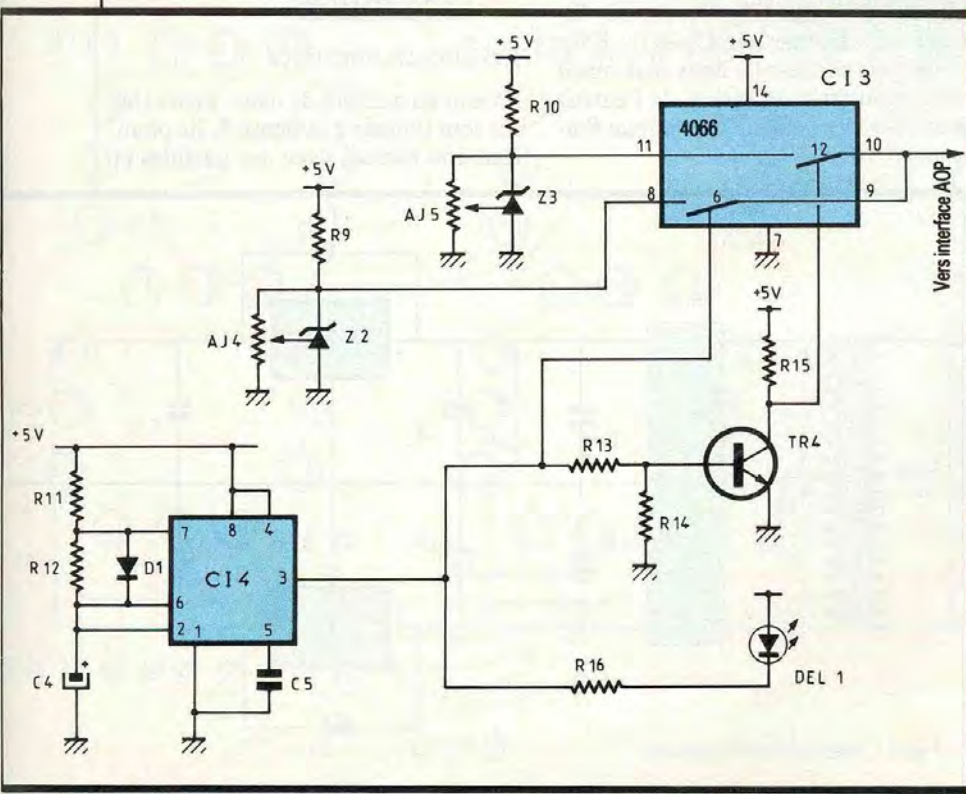 +5V
+5V
R10
14
CI3
4066
11
12
10
9
8
6
7
AJ5
Z3
+5V
R9
AJ4
Z2
Vers interface AOP
+5V
R15
TR4
R13
R14
+5V
R11
R12
D1
7
8
4
CI4
3
6
2
1
5
C4
+
C5
R16
DEL 1